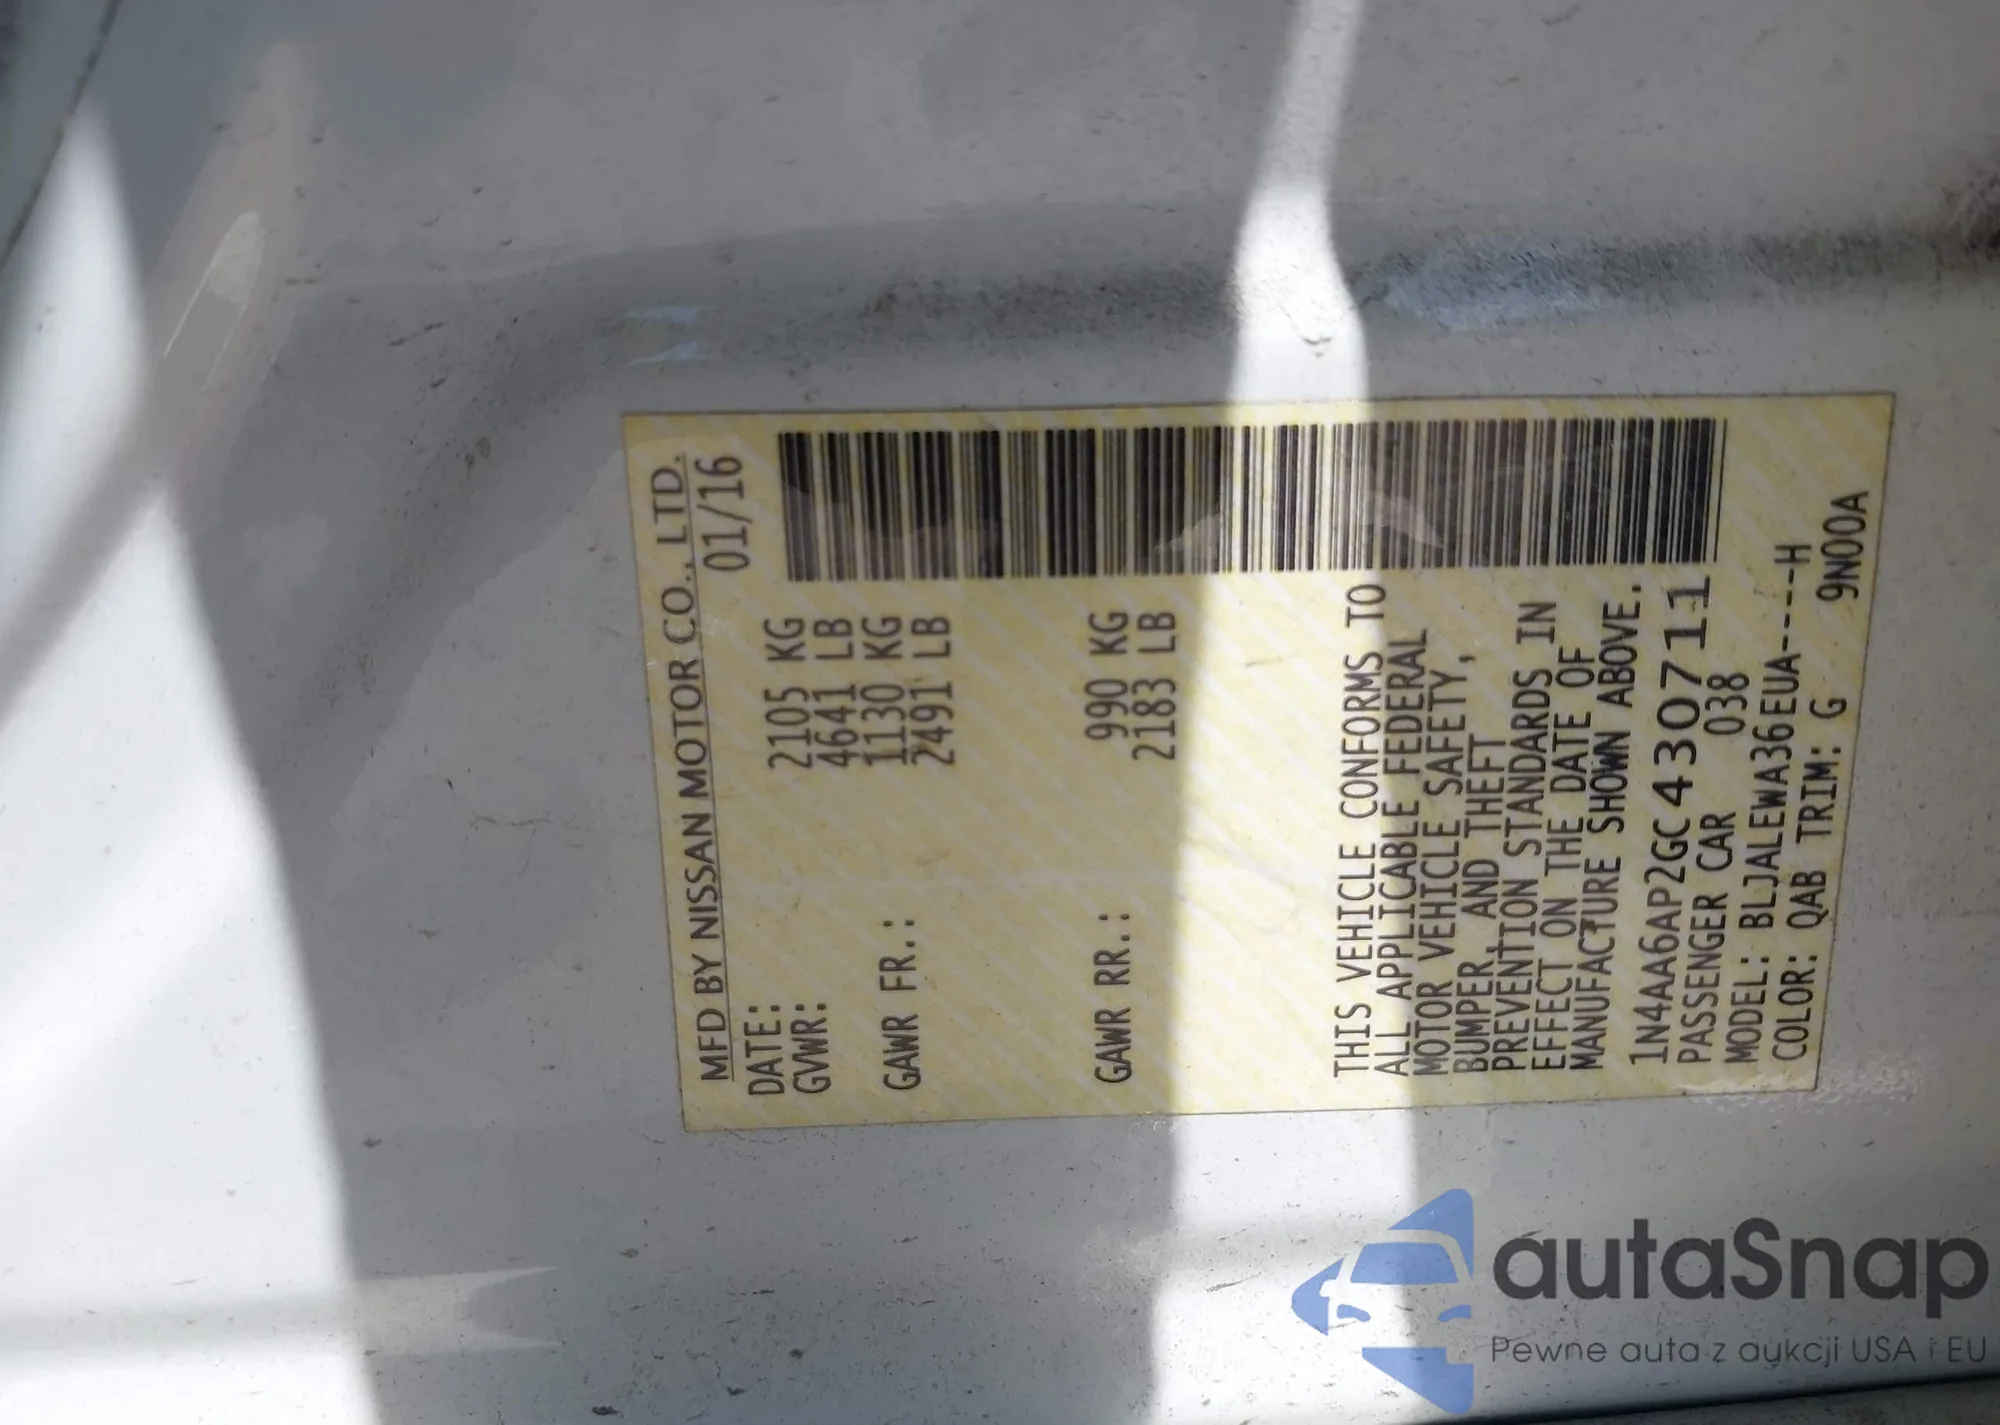 MFD BY NISSAN MOTOR CO., LTD.
DATE: 01/16
GVWR: 2105 KG
4641 LB
GAWR FR.: 1130 KG
2491 LB
GAWR RR.: 990 KG
2183 LB
THIS VEHICLE CONFORMS TO
ALL APPLICABLE FEDERAL
MOTOR VEHICLE SAFETY,
BUMPER, AND THEFT
PREVENTION STANDARDS IN
EFFECT ON THE DATE OF
MANUFACTURE SHOWN ABOVE.
1N4AA6AP2GC430711
PASSENGER CAR 038
MODEL: BLJALEWA36EUA----H
COLOR: QAB TRIM: G 9N00A
autaSnap
Pewne auta z aukcji USA i EU